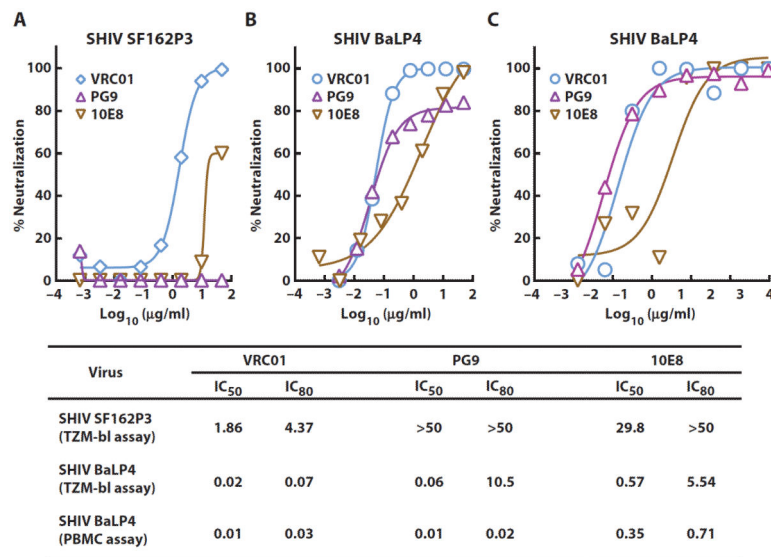 A
SHIV SF162P3
100
80
60
40
20
0
% Neutralization
VRC01
PG9
10E8
−4 −3 −2 −1 0 1 2
Log10 (µg/ml)
B
SHIV BaLP4
100
80
60
40
20
0
% Neutralization
VRC01
PG9
10E8
−4 −3 −2 −1 0 1 2
Log10 (µg/ml)
C
SHIV BaLP4
100
80
60
40
20
0
% Neutralization
VRC01
PG9
10E8
−4 −3 −2 −1 0 1 2 3 4
Log10 (µg/ml)
Virus VRC01 PG9 10E8
IC50 IC80 IC50 IC80 IC50 IC80
SHIV SF162P3
(TZM-bl assay) 1.86 4.37 >50 >50 29.8 >50
SHIV BaLP4
(TZM-bl assay) 0.02 0.07 0.06 10.5 0.57 5.54
SHIV BaLP4
(PBMC assay) 0.01 0.03 0.01 0.02 0.35 0.71